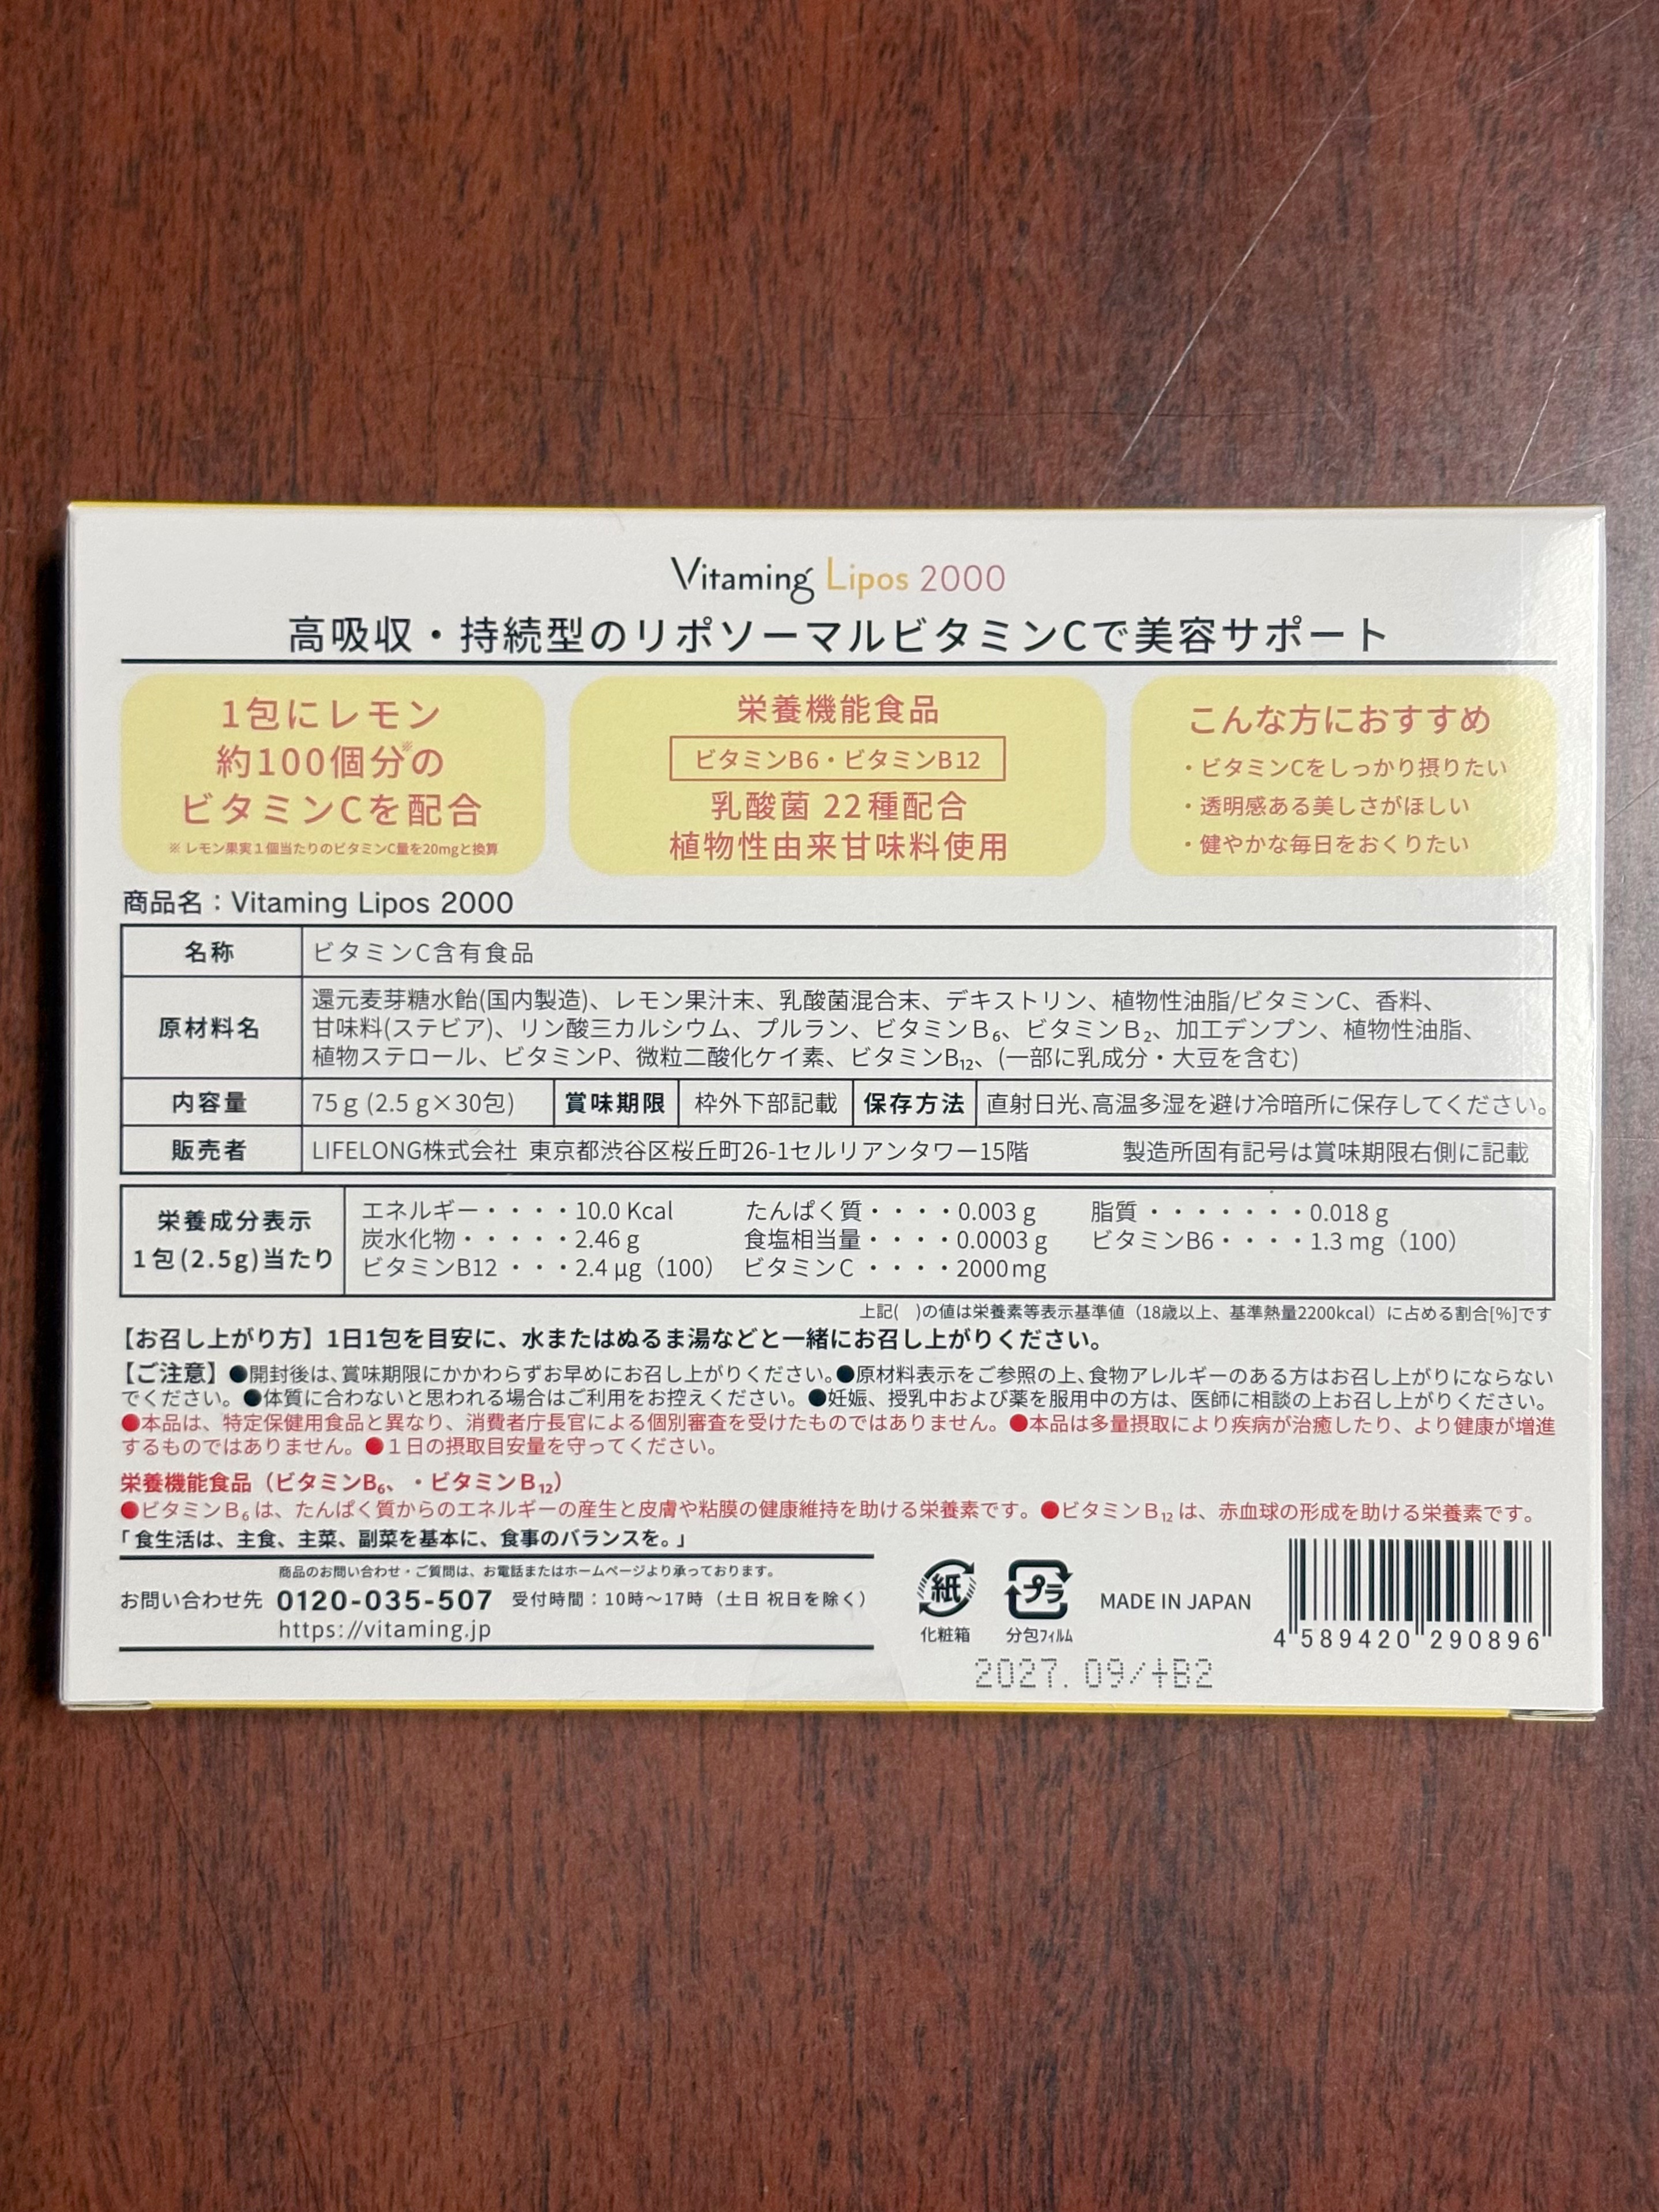 Vitaming Lipos 2000
高吸収・持続型のリポソーマルビタミンCで美容サポート
1包にレモン
約100個分※の
ビタミンCを配合
※ レモン果実1個当たりのビタミンC量を20mgと換算
栄養機能食品
ビタミンB6・ビタミンB12
乳酸菌 22種配合
植物性由来甘味料使用
こんな方におすすめ
・ビタミンCをしっかり摂りたい
・透明感ある美しさがほしい
・健やかな毎日をおくりたい
商品名：Vitaming Lipos 2000
名称 ビタミンC含有食品
原材料名 還元麦芽糖水飴(国内製造)、レモン果汁末、乳酸菌混合末、デキストリン、植物性油脂/ビタミンC、香料、
甘味料(ステビア)、リン酸三カルシウム、プルラン、ビタミンB₆、ビタミンB₂、加工デンプン、植物性油脂、
植物ステロール、ビタミンP、微粒二酸化ケイ素、ビタミンB₁₂、(一部に乳成分・大豆を含む)
内容量 75g (2.5 g×30包) 賞味期限 枠外下部記載 保存方法 直射日光、高温多湿を避け冷暗所に保存してください。
販売者 LIFELONG株式会社 東京都渋谷区桜丘町26-1セルリアンタワー15階 製造所固有記号は賞味期限右側に記載
栄養成分表示
1包(2.5g)当たり
エネルギー・・・・10.0 Kcal たんぱく質・・・・0.003 g 脂質・・・・・・・0.018 g
炭水化物・・・・・2.46 g 食塩相当量・・・・0.0003 g ビタミンB6・・・・1.3 mg（100）
ビタミンB12・・・2.4 μg（100） ビタミンC・・・・2000mg
上記(　)の値は栄養素等表示基準値（18歳以上、基準熱量2200kcal）に占める割合[%]です
【お召し上がり方】1日1包を目安に、水またはぬるま湯などと一緒にお召し上がりください。
【ご注意】●開封後は、賞味期限にかかわらずお早めにお召し上がりください。●原材料表示をご参照の上、食物アレルギーのある方はお召し上がりにならない
でください。●体質に合わないと思われる場合はご利用をお控えください。●妊娠、授乳中および薬を服用中の方は、医師に相談の上お召し上がりください。
●本品は、特定保健用食品と異なり、消費者庁長官による個別審査を受けたものではありません。●本品は多量摂取により疾病が治癒したり、より健康が増進
するものではありません。●1日の摂取目安量を守ってください。
栄養機能食品（ビタミンB₆、・ビタミンB₁₂）
●ビタミンB₆は、たんぱく質からのエネルギーの産生と皮膚や粘膜の健康維持を助ける栄養素です。●ビタミンB₁₂は、赤血球の形成を助ける栄養素です。
「食生活は、主食、主菜、副菜を基本に、食事のバランスを。」
商品のお問い合わせ・ご質問は、お電話またはホームページより承っております。
お問い合わせ先 0120-035-507 受付時間：10時〜17時（土日 祝日を除く）
https://vitaming.jp
紙
化粧箱
プラ
分包ﾌｨﾙﾑ
MADE IN JAPAN
4 589420 290896
2027. 09/+B2